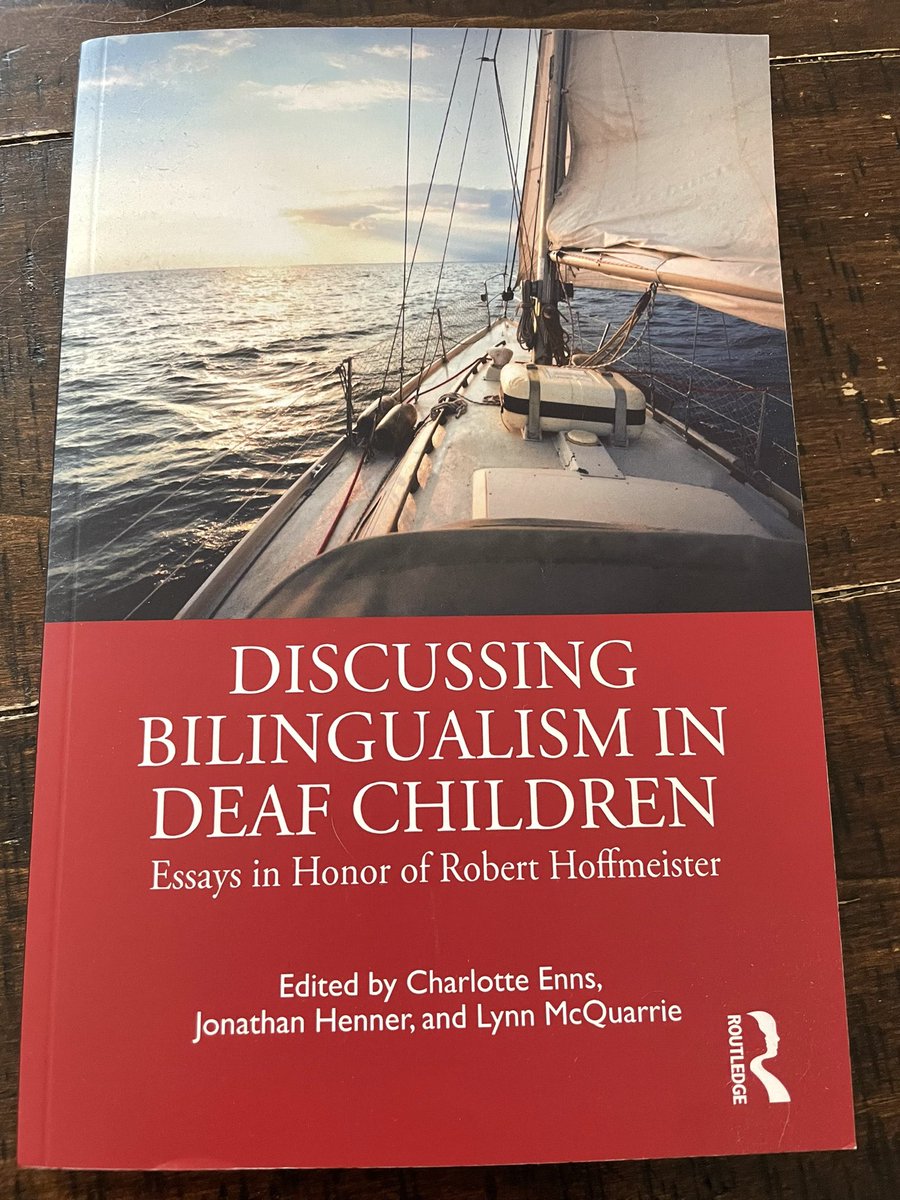 DISCUSSING
BILINGUALISM IN
DEAF CHILDREN
Essays in Honor of Robert Hoffmeister
Edited by Charlotte Enns,
Jonathan Henner, and Lynn McQuarrie
ROUTLEDGE